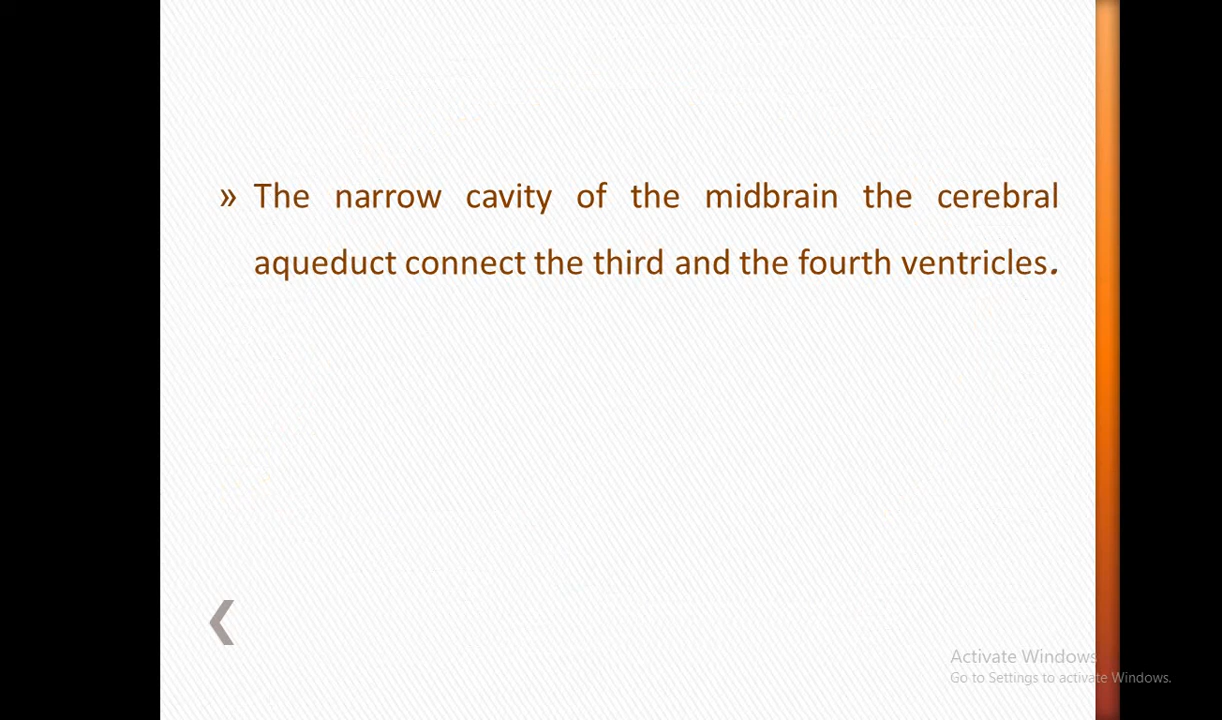 » The narrow cavity of the midbrain the cerebral
aqueduct connect the third and the fourth ventricles.
Activate Windows
Go to Settings to activate Windows.